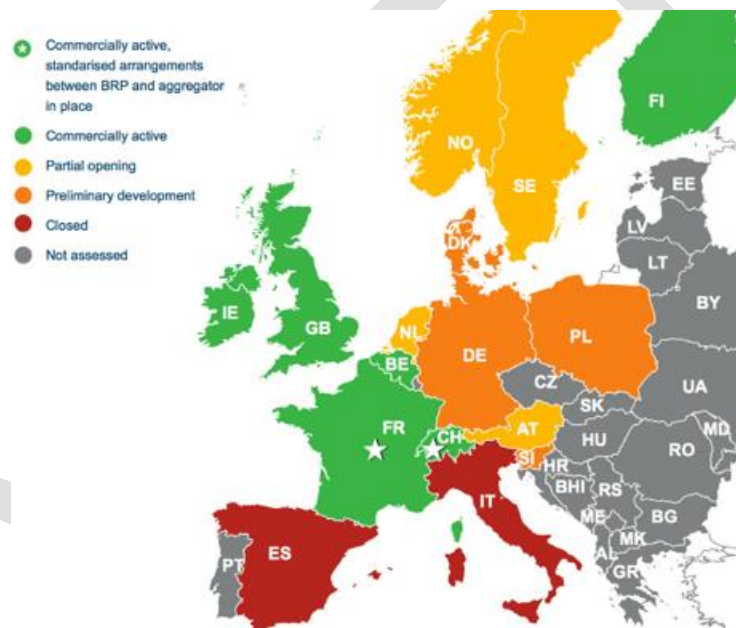 Commercially active,
standarised arrangements
between BRP and aggregator
in place
Commercially active
Partial opening
Preliminary development
Closed
Not assessed
FI
NO
SE
EE
LV
LT
DK
BY
IE
GB
NL
DE
PL
BE
CZ
UA
SK
FR
CH
AT
HU
MD
SI
RO
HR
IT
BHI
RS
ME
BG
MK
AL
GR
ES
PT